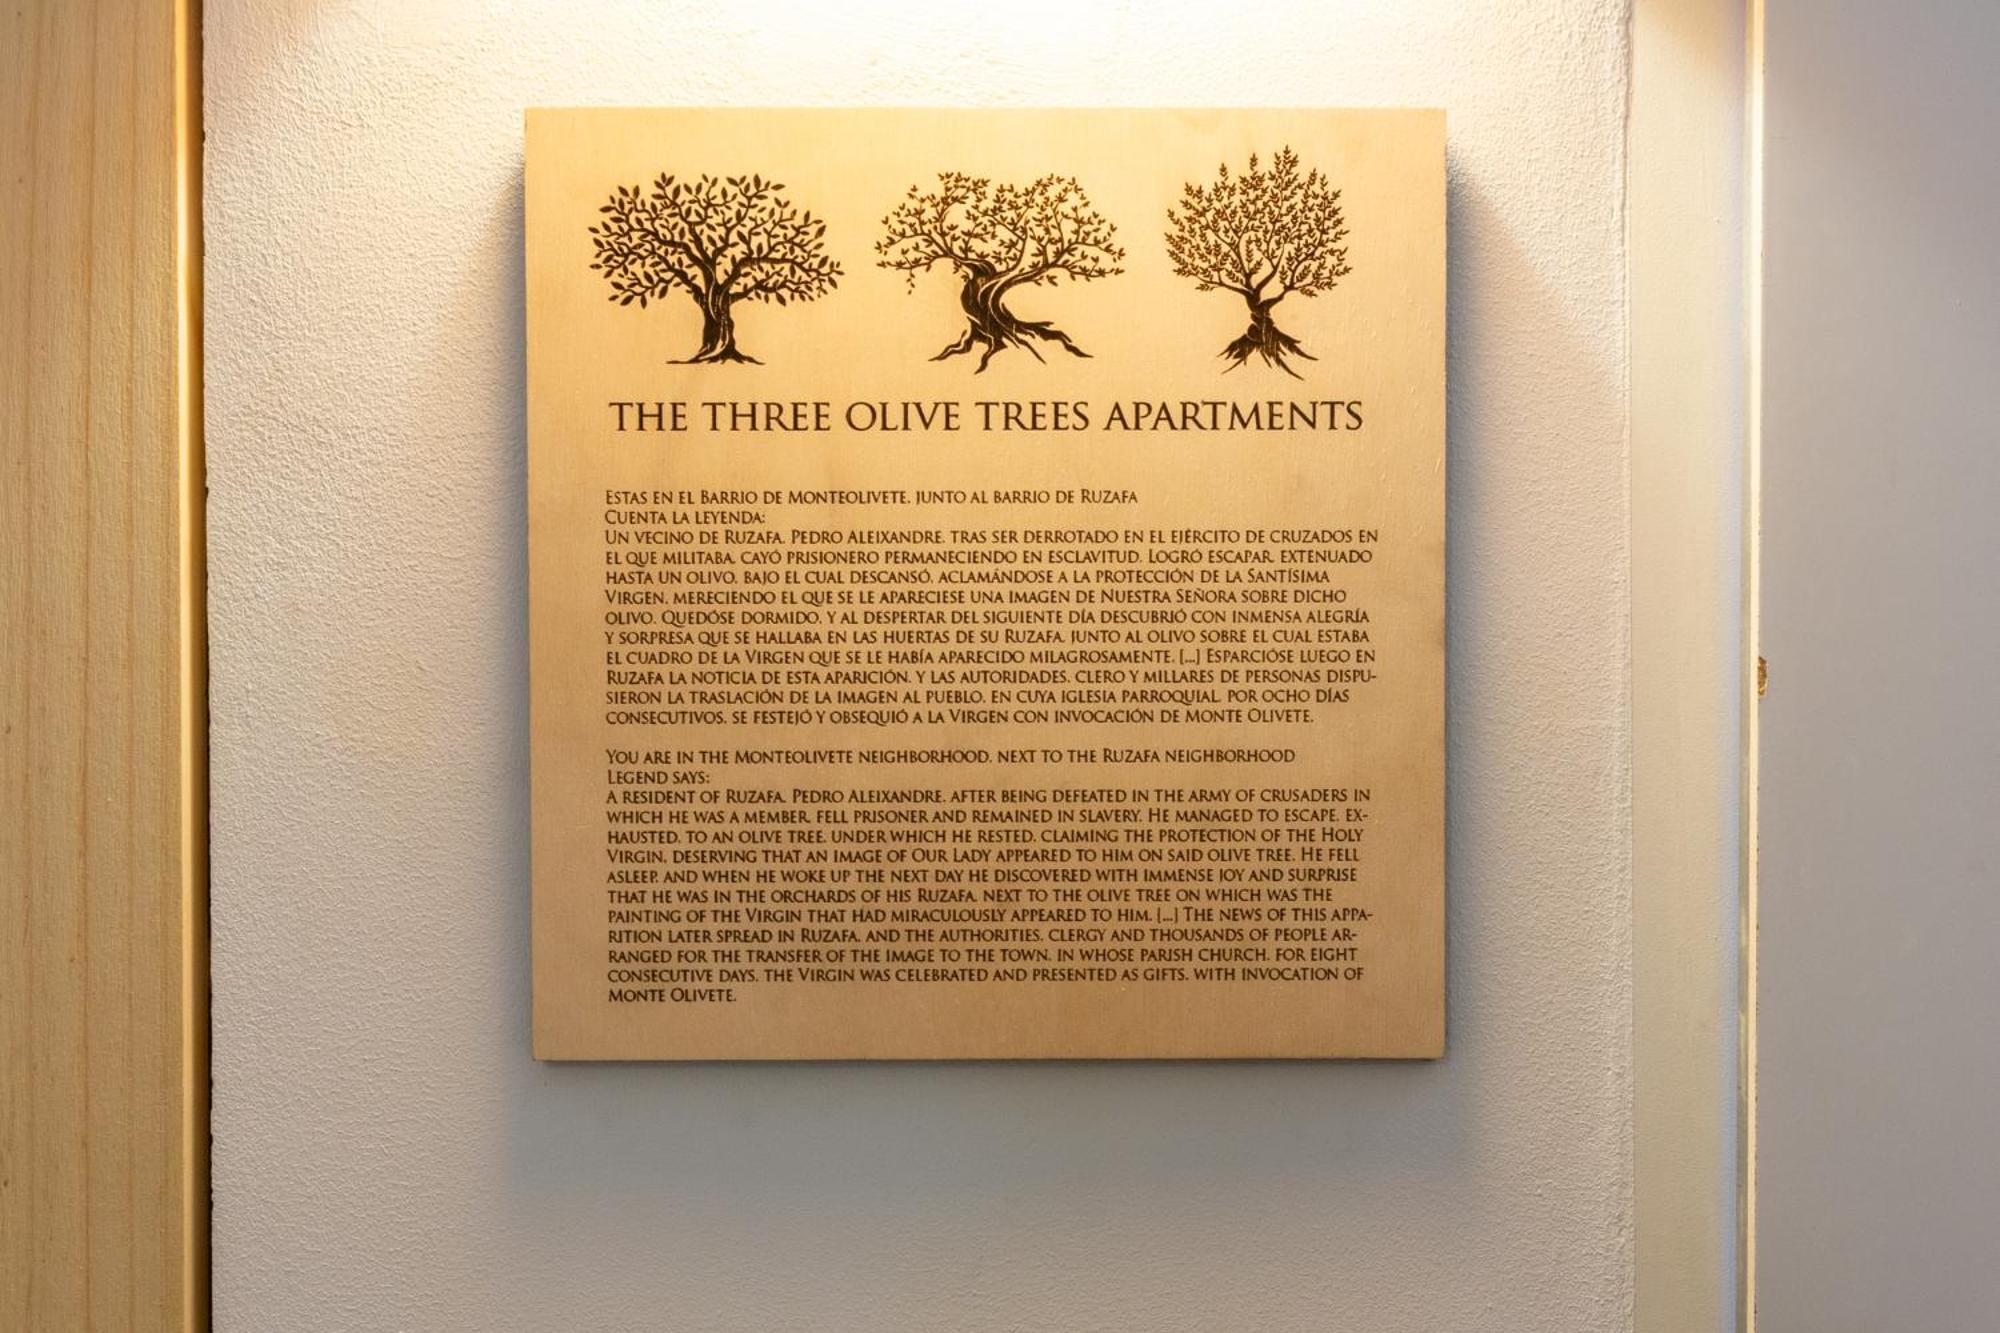 THE THREE OLIVE TREES APARTMENTS
Estas en el Barrio de Monteolivete, junto al barrio de Ruzafa
Cuenta la leyenda:
Un vecino de Ruzafa, Pedro Aleixandre, tras ser derrotado en el ejército de cruzados en
el que militaba, cayó prisionero permaneciendo en esclavitud. Logró escapar, extenuado
hasta un olivo, bajo el cual descansó, aclamándose a la protección de la Santísima
Virgen, mereciendo el que se le apareciese una imagen de Nuestra Señora sobre dicho
olivo. Quedóse dormido, y al despertar del siguiente día descubrió con inmensa alegría
y sorpresa que se hallaba en las huertas de su Ruzafa, junto al olivo sobre el cual estaba
el cuadro de la Virgen que se le había aparecido milagrosamente. [...] Esparcióse luego en
Ruzafa la noticia de esta aparición, y las autoridades, clero y millares de personas dispu-
sieron la traslación de la imagen al pueblo, en cuya iglesia parroquial, por ocho días
consecutivos, se festejó y obsequió a la Virgen con invocación de Monte Olivete.
You are in the Monteolivete neighborhood, next to the Ruzafa neighborhood
Legend says:
A resident of Ruzafa, Pedro Aleixandre, after being defeated in the army of crusaders in
which he was a member, fell prisoner and remained in slavery. He managed to escape, ex-
hausted, to an olive tree, under which he rested, claiming the protection of the Holy
Virgin, deserving that an image of Our Lady appeared to him on said olive tree. He fell
asleep, and when he woke up the next day he discovered with immense joy and surprise
that he was in the orchards of his Ruzafa, next to the olive tree on which was the
painting of the Virgin that had miraculously appeared to him. [...] The news of this appa-
rition later spread in Ruzafa, and the authorities, clergy and thousands of people ar-
ranged for the transfer of the image to the town, in whose parish church, for eight
consecutive days, the Virgin was celebrated and presented as gifts, with invocation of
Monte Olivete.